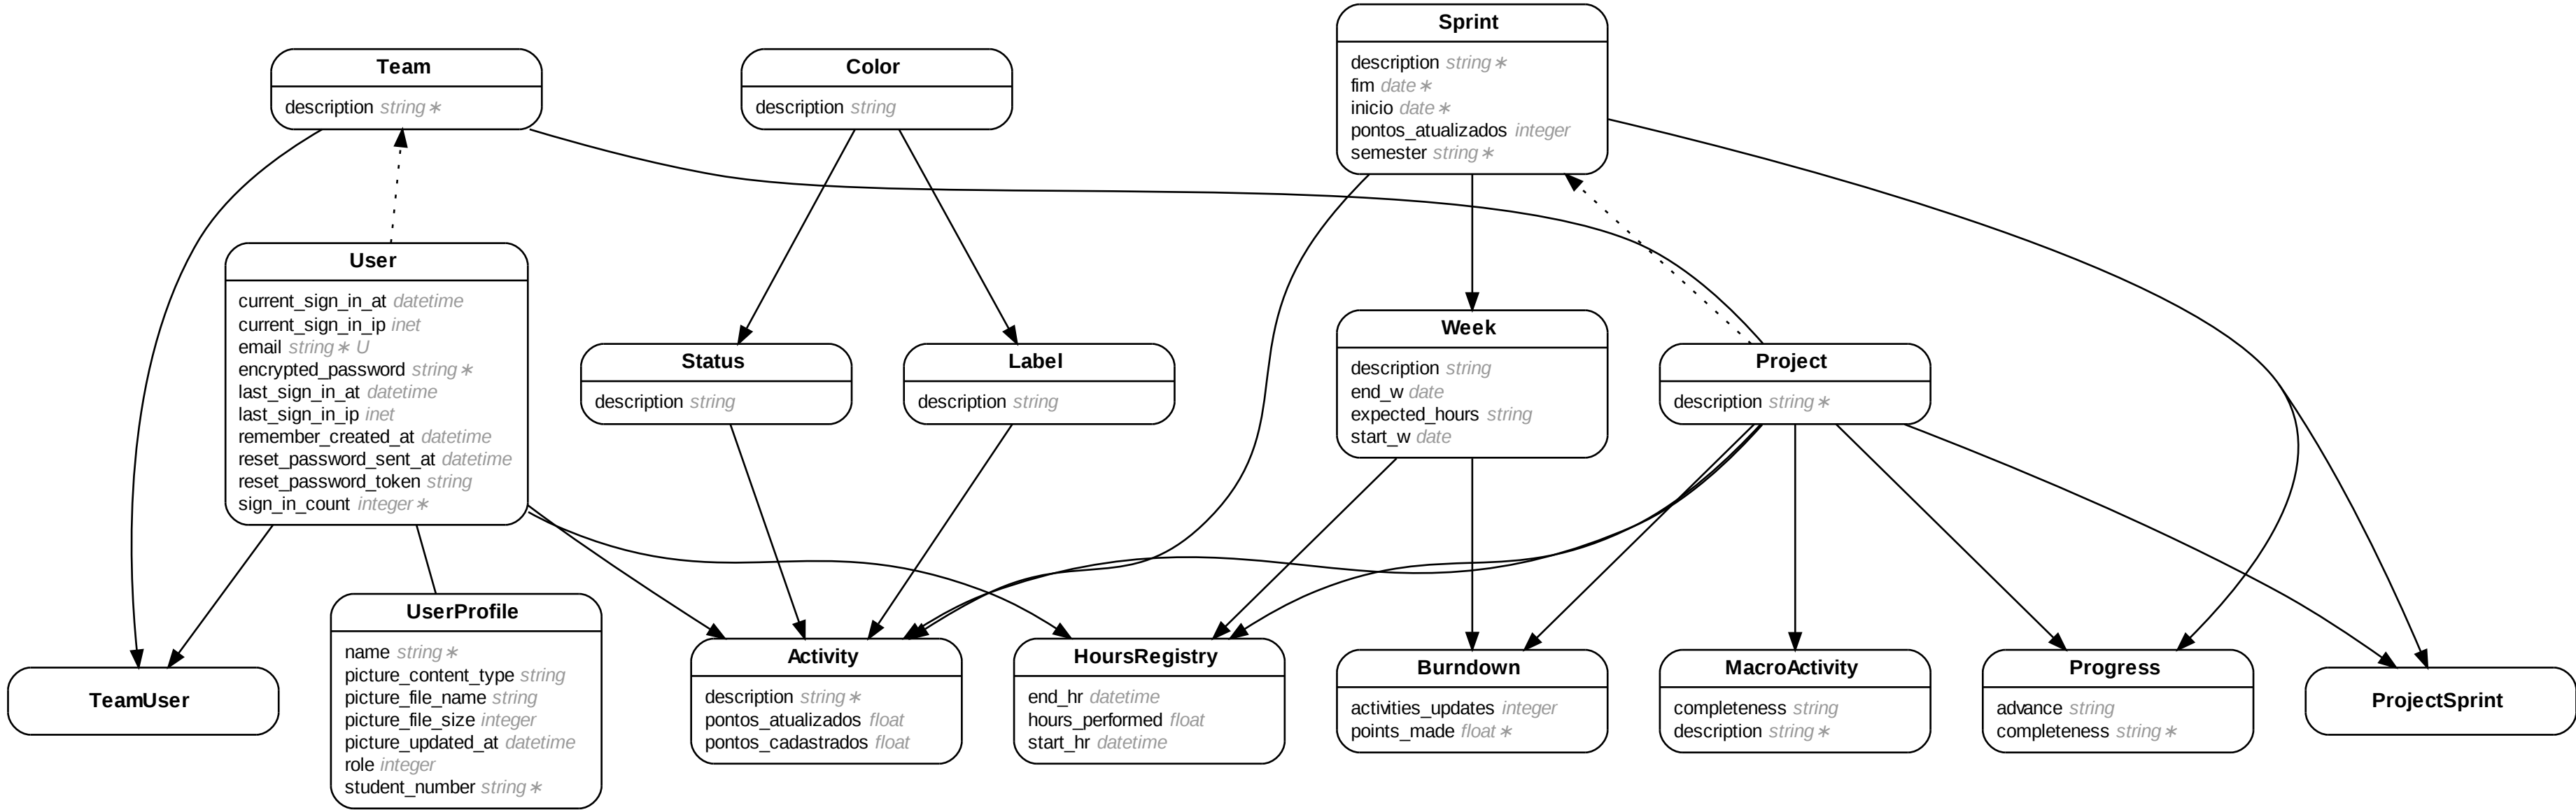 Sprint
description string∗
fim date∗
inicio date∗
pontos_atualizados integer
semester string∗
Team
description string∗
Color
description string
User
current_sign_in_at datetime
current_sign_in_ip inet
email string∗ U
encrypted_password string∗
last_sign_in_at datetime
last_sign_in_ip inet
remember_created_at datetime
reset_password_sent_at datetime
reset_password_token string
sign_in_count integer∗
Status
description string
Label
description string
Week
description string
end_w date
expected_hours string
start_w date
Project
description string∗
TeamUser
UserProfile
name string∗
picture_content_type string
picture_file_name string
picture_file_size integer
picture_updated_at datetime
role integer
student_number string∗
Activity
description string∗
pontos_atualizados float
pontos_cadastrados float
HoursRegistry
end_hr datetime
hours_performed float
start_hr datetime
Burndown
activities_updates integer
points_made float∗
MacroActivity
completeness string
description string∗
Progress
advance string
completeness string∗
ProjectSprint